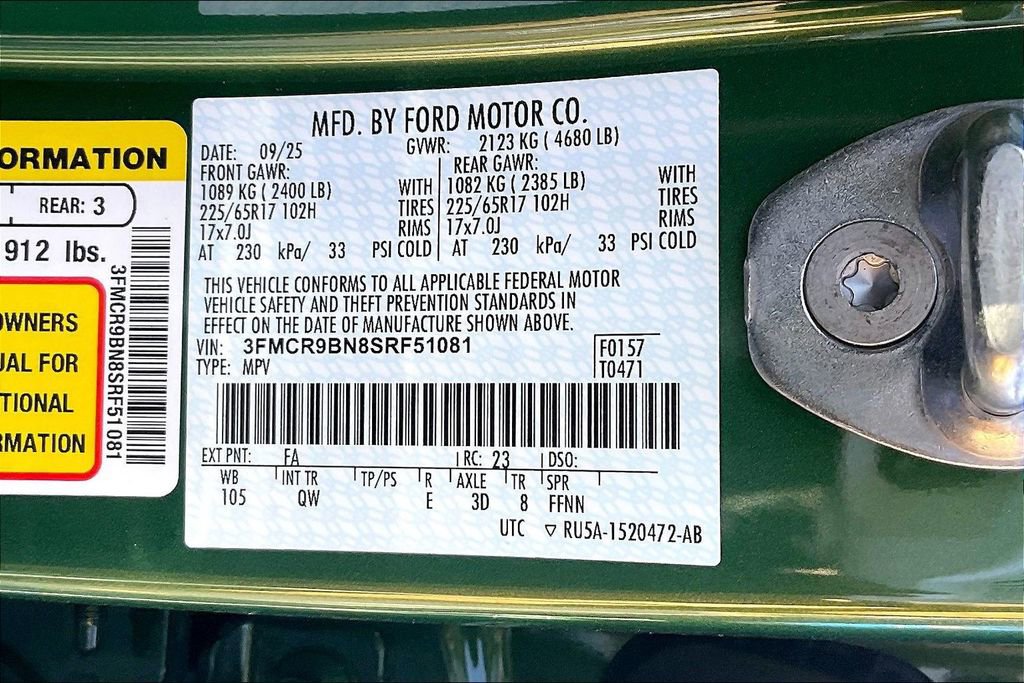 ORMATION
REAR: 3
912 lbs.
3FMCR9BN8SRF51081
OWNERS
UAL FOR
TIONAL
RMATION
MFD. BY FORD MOTOR CO.
DATE: 09/25 GVWR: 2123 KG ( 4680 LB)
FRONT GAWR: REAR GAWR:
1089 KG ( 2400 LB) WITH 1082 KG ( 2385 LB) WITH
225/65R17 102H TIRES 225/65R17 102H TIRES
17x7.0J RIMS 17x7.0J RIMS
AT 230 kPa/ 33 PSI COLD AT 230 kPa/ 33 PSI COLD
THIS VEHICLE CONFORMS TO ALL APPLICABLE FEDERAL MOTOR
VEHICLE SAFETY AND THEFT PREVENTION STANDARDS IN
EFFECT ON THE DATE OF MANUFACTURE SHOWN ABOVE.
VIN: 3FMCR9BN8SRF51081 F0157
TYPE: MPV T0471
EXT PNT: FA RC: 23 DSO:
WB INT TR TP/PS R AXLE TR SPR
105 QW E 3D 8 FFNN
UTC ▽ RU5A-1520472-AB